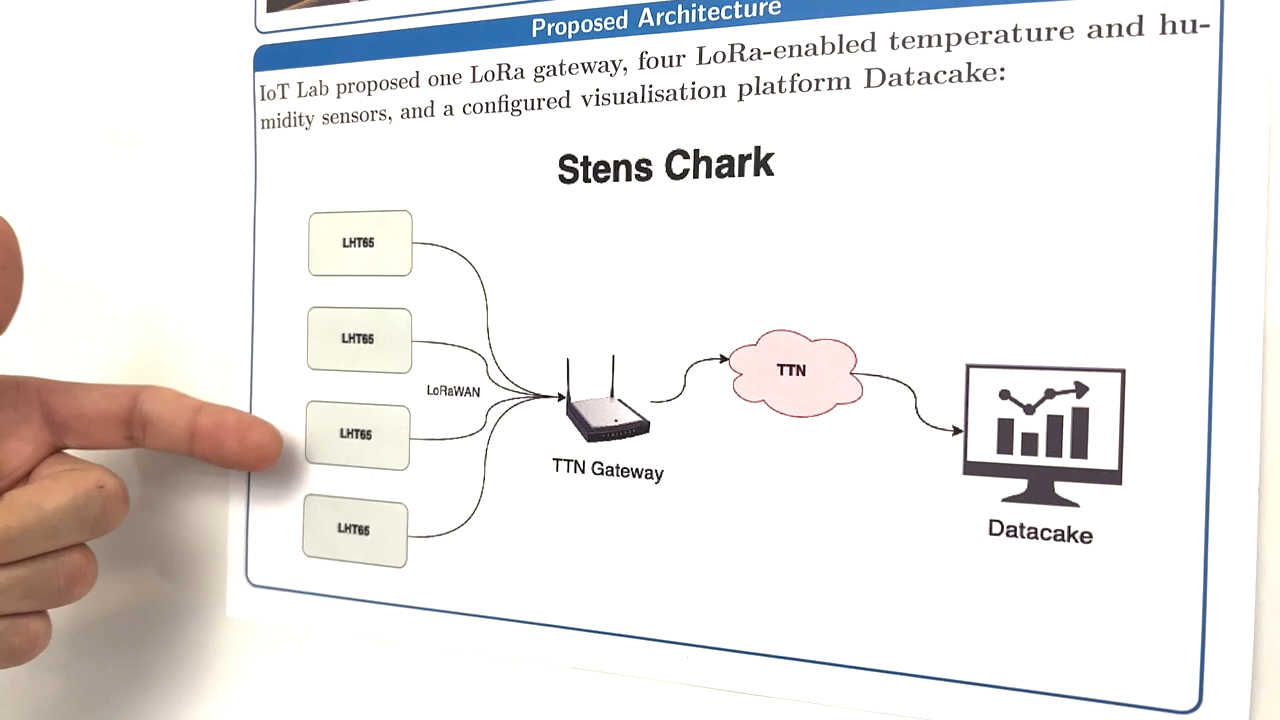 Proposed Architecture
IoT Lab proposed one LoRa gateway, four LoRa-enabled temperature and hu-
midity sensors, and a configured visualisation platform Datacake:
Stens Chark
LHT65
LHT65
LoRaWAN
LHT65
LHT65
TTN Gateway
TTN
Datacake